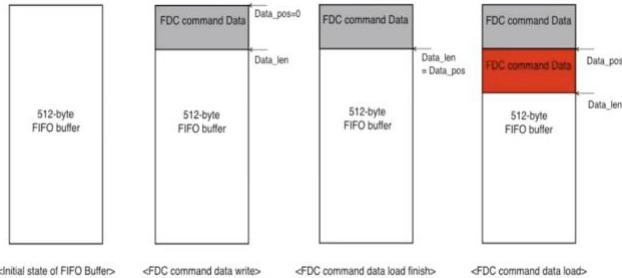 512-byte
FIFO buffer
<Initial state of FIFO Buffer>
FDC command Data
Data_pos=0
Data_len
512-byte
FIFO buffer
<FDC command data write>
FDC command Data
Data_len
= Data_pos
512-byte
FIFO buffer
<FDC command data load finish>
FDC command Data
Data_pos
FDC command Data
Data_len
512-byte
FIFO buffer
<FDC command data load>